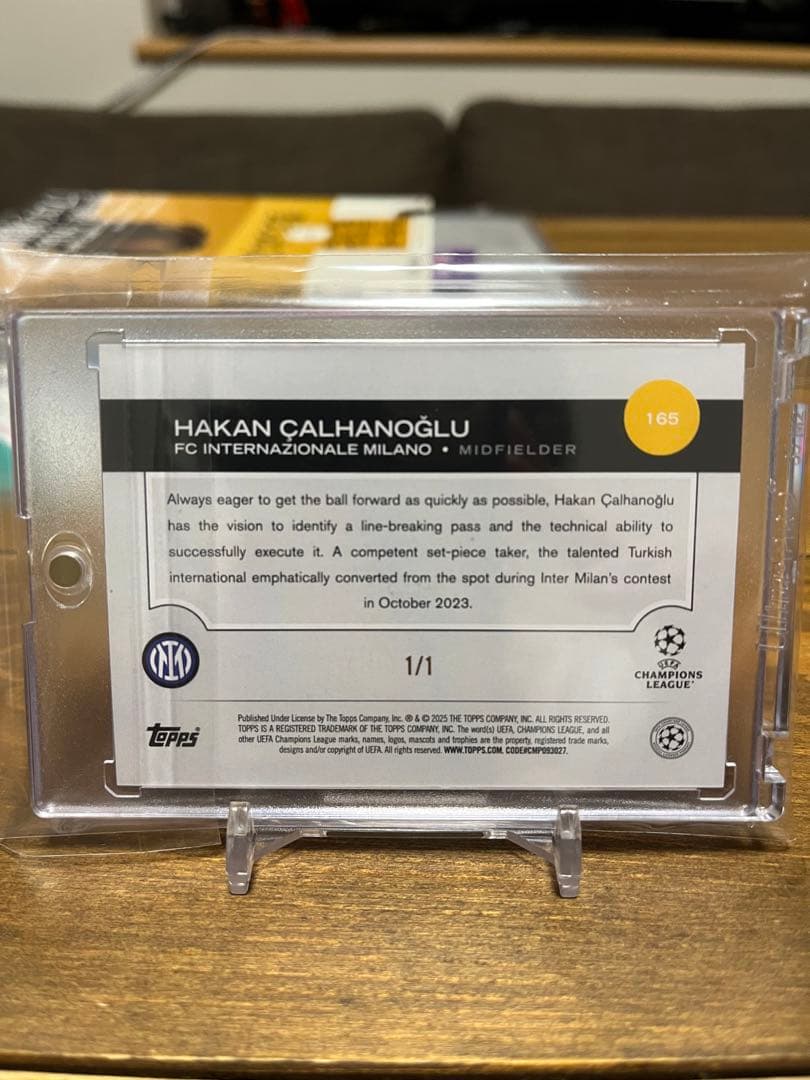 165
HAKAN ÇALHANOĞLU
FC INTERNAZIONALE MILANO • MIDFIELDER
Always eager to get the ball forward as quickly as possible, Hakan Çalhanoğlu
has the vision to identify a line-breaking pass and the technical ability to
successfully execute it. A competent set-piece taker, the talented Turkish
international emphatically converted from the spot during Inter Milan's contest
in October 2023.
1/1
UEFA
CHAMPIONS
LEAGUE®
topps®
Published Under License by The Topps Company, Inc. ® & © 2025 THE TOPPS COMPANY, INC. ALL RIGHTS RESERVED.
TOPPS IS A REGISTERED TRADEMARK OF THE TOPPS COMPANY, INC. The word(s) UEFA, CHAMPIONS LEAGUE, and all
other UEFA Champions League marks, names, logos, mascots and trophies are the property, registered trade marks,
designs and/or copyright of UEFA. All rights reserved. WWW.TOPPS.COM. CODE#CMP093027.